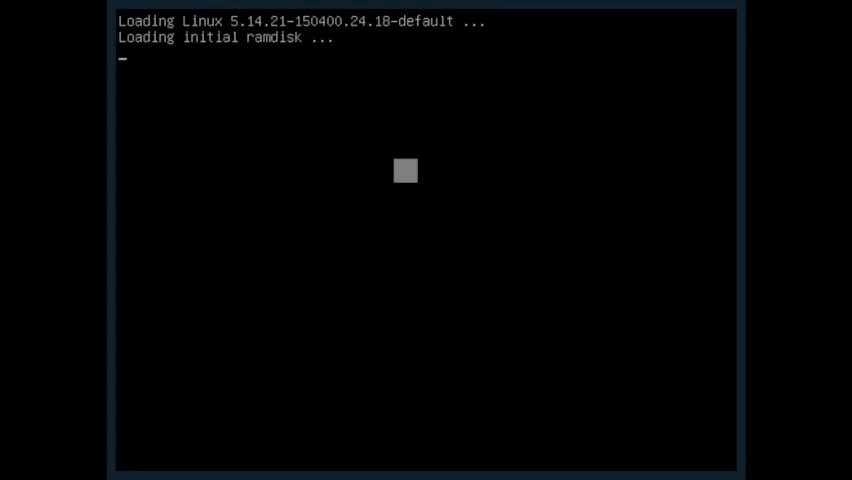 Loading Linux 5.14.21-150400.24.18-default ...
Loading initial ramdisk ...